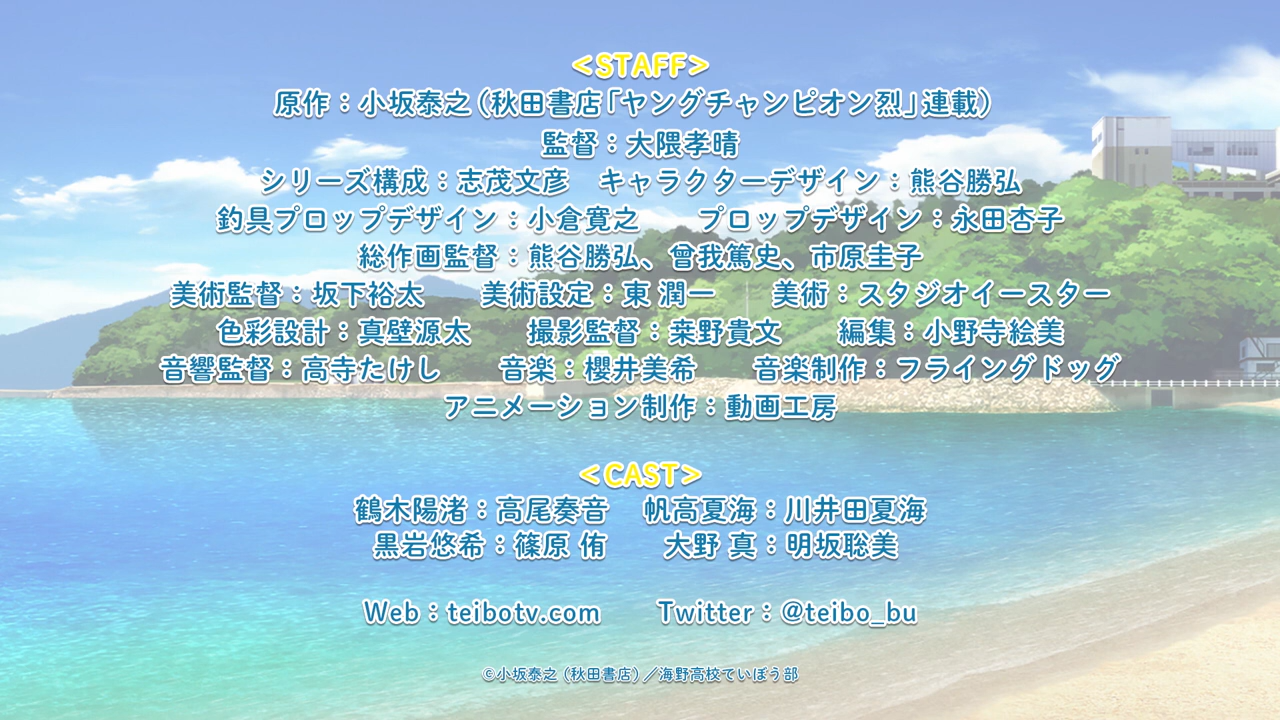 <STAFF>
原作：小坂泰之（秋田書店「ヤングチャンピオン烈」連載）
監督：大隈孝晴
シリーズ構成：志茂文彦　キャラクターデザイン：熊谷勝弘
釣具プロップデザイン：小倉寛之　　プロップデザイン：永田杏子
総作画監督：熊谷勝弘、曾我篤史、市原圭子
美術監督：坂下裕太　　美術設定：東 潤一　　美術：スタジオイースター
色彩設計：真壁源太　　撮影監督：桒野貴文　　編集：小野寺絵美
音響監督：高寺たけし　　音楽：櫻井美希　　音楽制作：フライングドッグ
アニメーション制作：動画工房
<CAST>
鶴木陽渚：高尾奏音　帆高夏海：川井田夏海
黒岩悠希：篠原 侑　　大野 真：明坂聡美
Web：teibotv.com　　Twitter：@teibo_bu
©小坂泰之（秋田書店）／海野高校ていぼう部